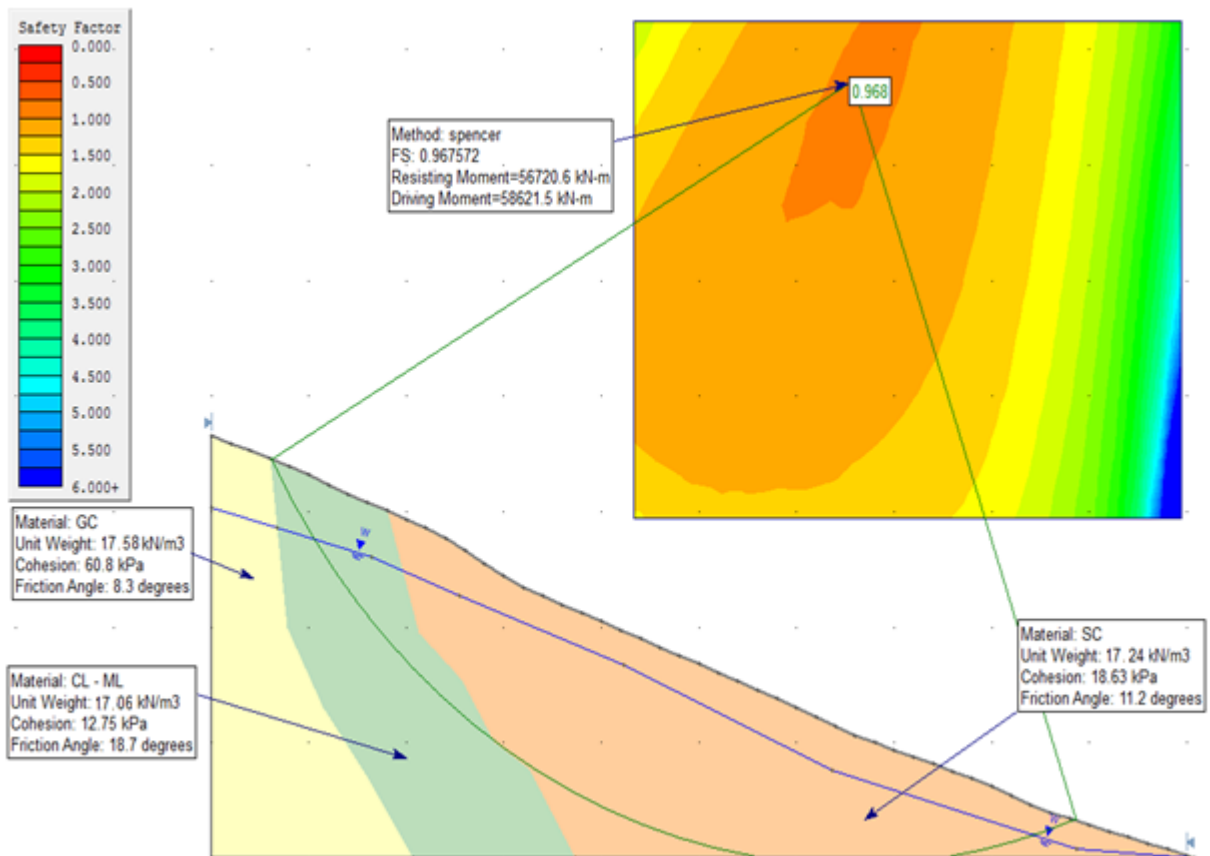 Safety Factor
0.000
0.500
1.000
1.500
2.000
2.500
3.000
3.500
4.000
4.500
5.000
5.500
6.000+
Method: spencer
FS: 0.967572
Resisting Moment=56720.6 kN-m
Driving Moment=58621.5 kN-m
0.968
Material: GC
Unit Weight: 17.58 kN/m3
Cohesion: 60.8 kPa
Friction Angle: 8.3 degrees
W
Material: CL - ML
Unit Weight: 17.06 kN/m3
Cohesion: 12.75 kPa
Friction Angle: 18.7 degrees
Material: SC
Unit Weight: 17.24 kN/m3
Cohesion: 18.63 kPa
Friction Angle: 11.2 degrees
W